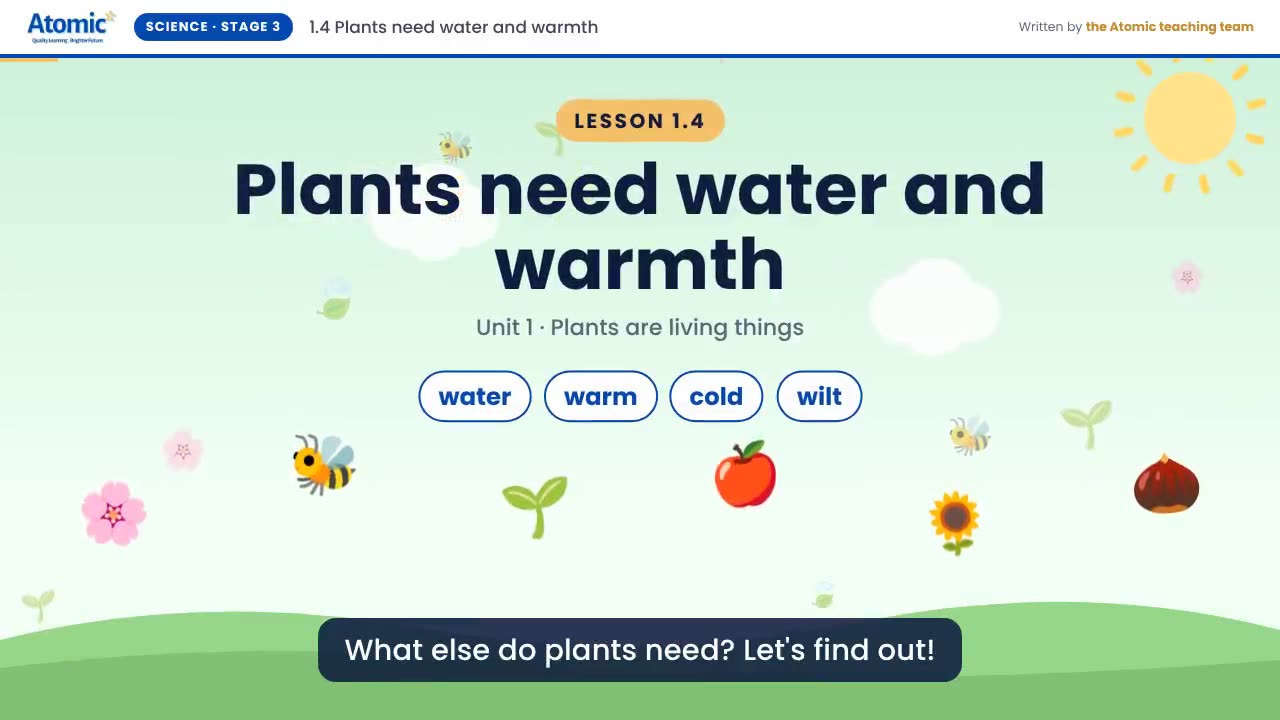 Atomic
Quality Learning · Brighter Future
SCIENCE · STAGE 3
1.4 Plants need water and warmth
Written by the Atomic teaching team
LESSON 1.4
Plants need water and
warmth
Unit 1 · Plants are living things
water
warm
cold
wilt
What else do plants need? Let's find out!